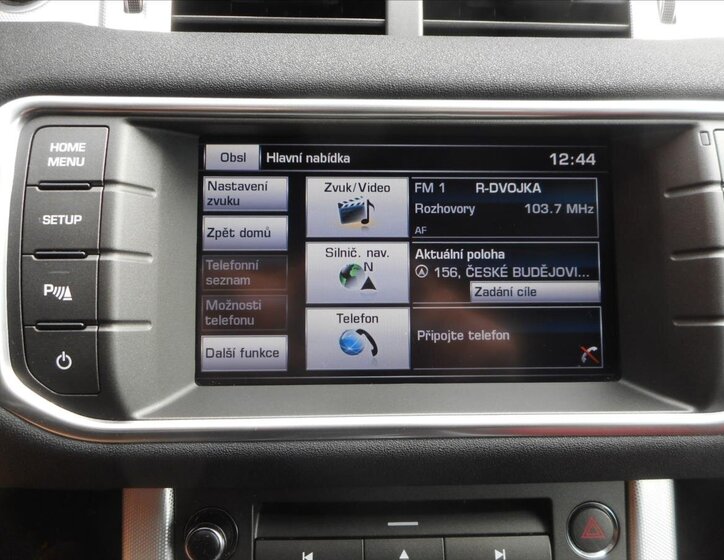 HOME
MENU
SETUP
P
Obsl
Hlavní nabídka
12:44
Nastavení
zvuku
Zpět domů
Telefonní
seznam
Možnosti
telefonu
Další funkce
Zvuk/Video
Silnič. nav.
N
Telefon
FM 1 R-DVOJKA
Rozhovory 103.7 MHz
AF
Aktuální poloha
156, ČESKÉ BUDĚJOVI...
Zadání cíle
Připojte telefon